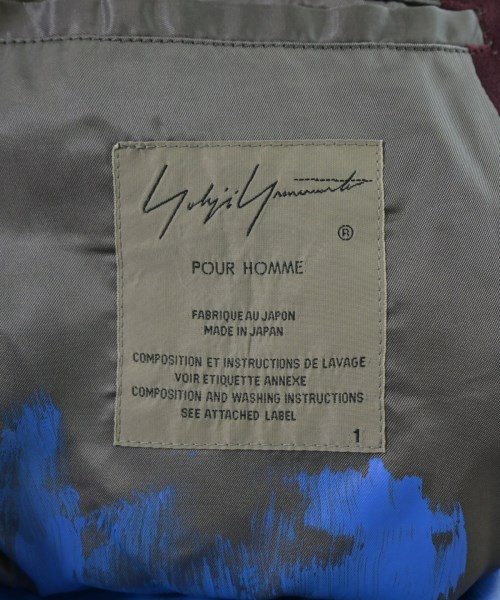 Yohji Yamamoto
®
POUR HOMME
FABRIQUE AU JAPON
MADE IN JAPAN
COMPOSITION ET INSTRUCTIONS DE LAVAGE
VOIR ETIQUETTE ANNEXE
COMPOSITION AND WASHING INSTRUCTIONS
SEE ATTACHED LABEL
1